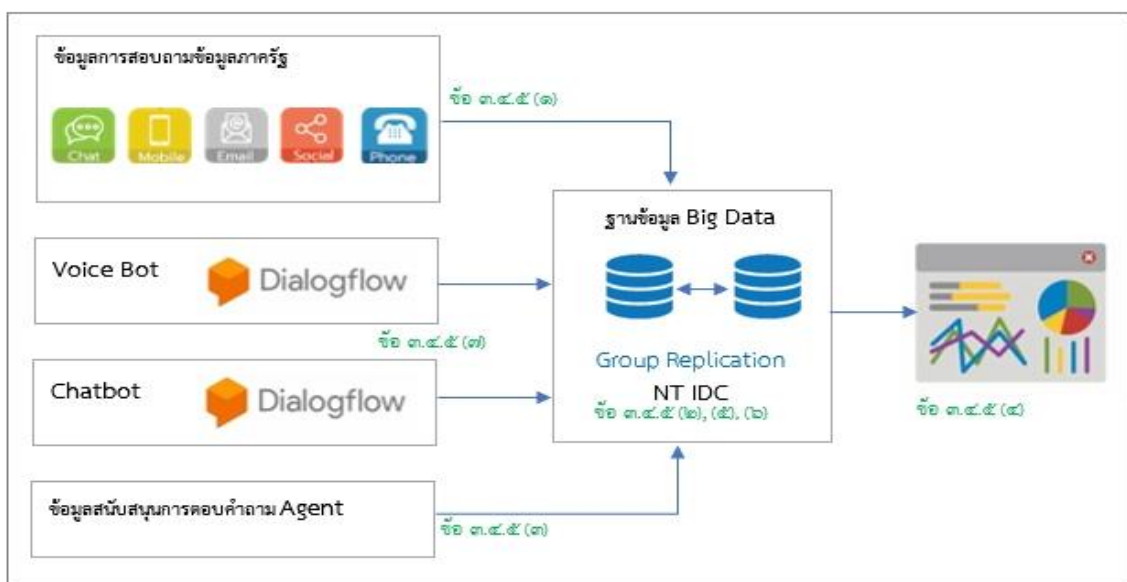 ข้อมูลการสอบถามข้อมูลภาครัฐ
Chat
Mobile
Email
Social
Phone
ข้อ ๓.๔.๕ (๑)
Voice Bot
Dialogflow
ข้อ ๓.๔.๕ (๗)
Chatbot
Dialogflow
ข้อมูลสนับสนุนการตอบคำถาม Agent
ข้อ ๓.๔.๕ (๓)
ฐานข้อมูล Big Data
Group Replication
NT IDC
ข้อ ๓.๔.๕ (๒), (๕), (๖)
ข้อ ๓.๔.๕ (๔)